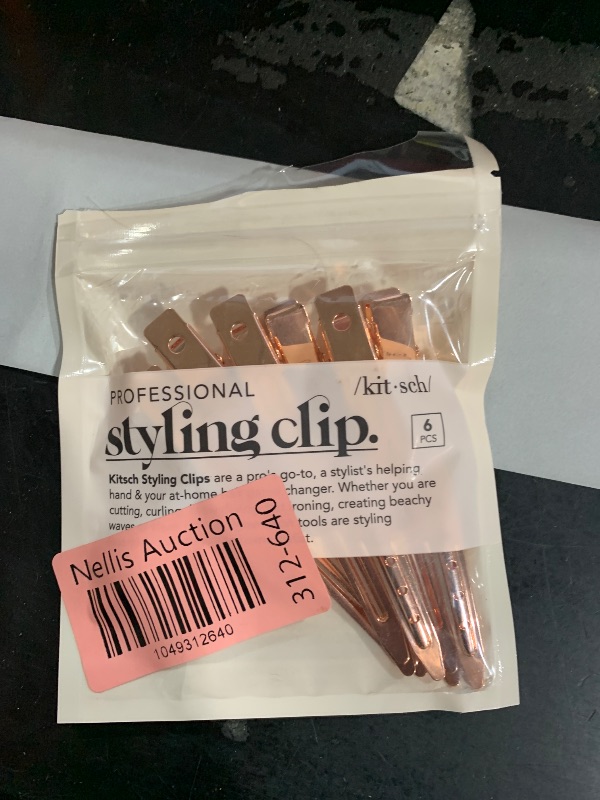 PROFESSIONAL
/kit·sch/
styling clip.
6
PCS
Kitsch Styling Clips are a pro's go-to, a stylist's helping
hand & your at-home changer. Whether you are
cutting, curling, ironing, creating beachy
waves tools are styling
Nellis Auction
312-640
1049312640